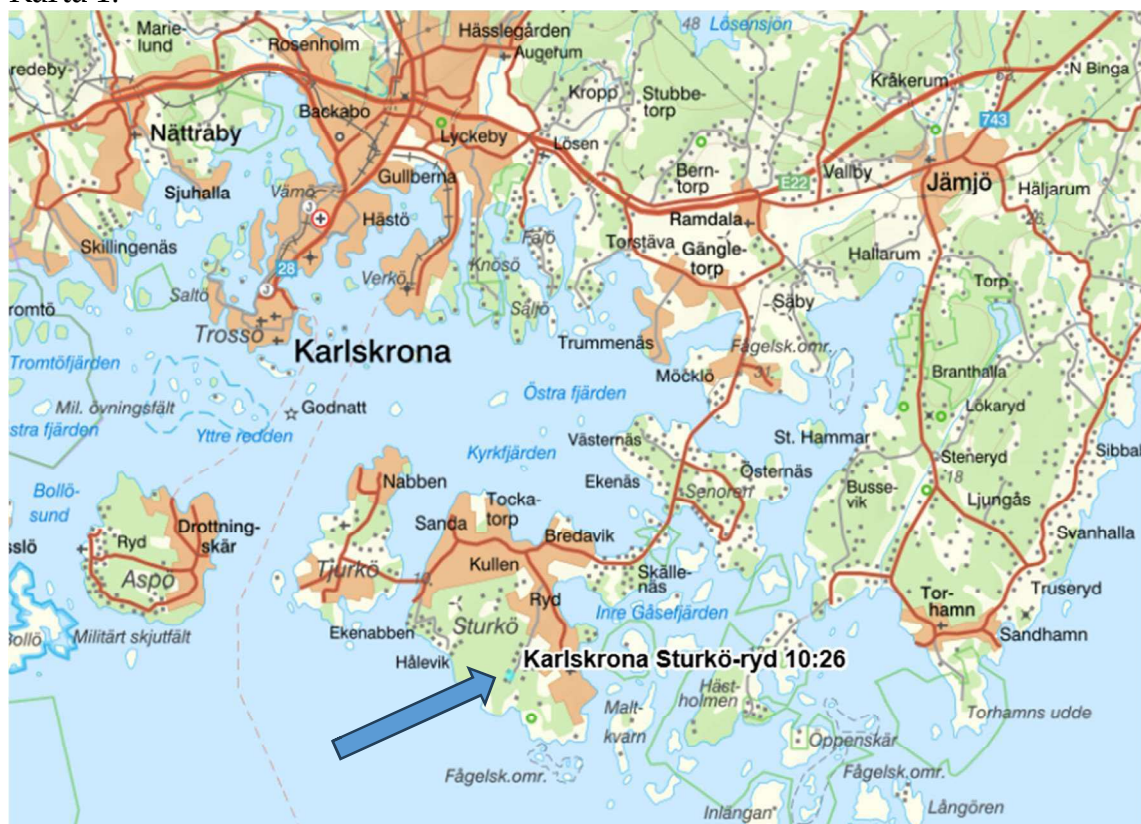 Karta 1.
Marie-
lund
Rosenholm
Hässlegården
Augerum
48
Lösensjön
redeby
Backabo
Kropp
Stubbe-
torp
Kråkerum
N Binga
Nättraby
Lyckeby
Lösen
743
Sjuhalla
Vämö
Gullberna
Bern-
torp
E22
Vallby
Jämjö
Häljarum
J
Hästö
Ramdala
Skillingenäs
Fäjö
Torstäva
Gängle-
torp
Hallarum
28
Knösö
Verkö
Saltö
J
Säljö
Säby
Torp
romtö
Trossö
Karlskrona
Trummenäs
Fågelsk.omr.
Möcklö
31
Branthalla
Tromtöfjärden
Östra fjärden
Mil. övningsfält
Godnatt
Lökaryd
stra fjärden
Yttre redden
Västernäs
St. Hammar
Steneryd
Sibbal
Kyrkfjärden
Ekenäs
Östernäs
18
Bollö-
sund
Nabben
Tocka-
torp
Senoren
Busse-
vik
Ljungås
Drottning-
skär
Sanda
Bredavik
Svanhalla
sslö
Ryd
Kullen
Aspö
Tjurkö
Skälle-
näs
Ryd
Inre Gåsefjärden
Tor-
hamn
Truseryd
Bollö
Militärt skjutfält
Ekenabben
Sturkö
Sandhamn
Hålevik
Karlskrona Sturkö-ryd 10:26
Häst-
holmen
Malt-
kvarn
Torhamns udde
Öppenskär
Fågelsk.omr.
Fågelsk.omr.
Inlängan
Långören